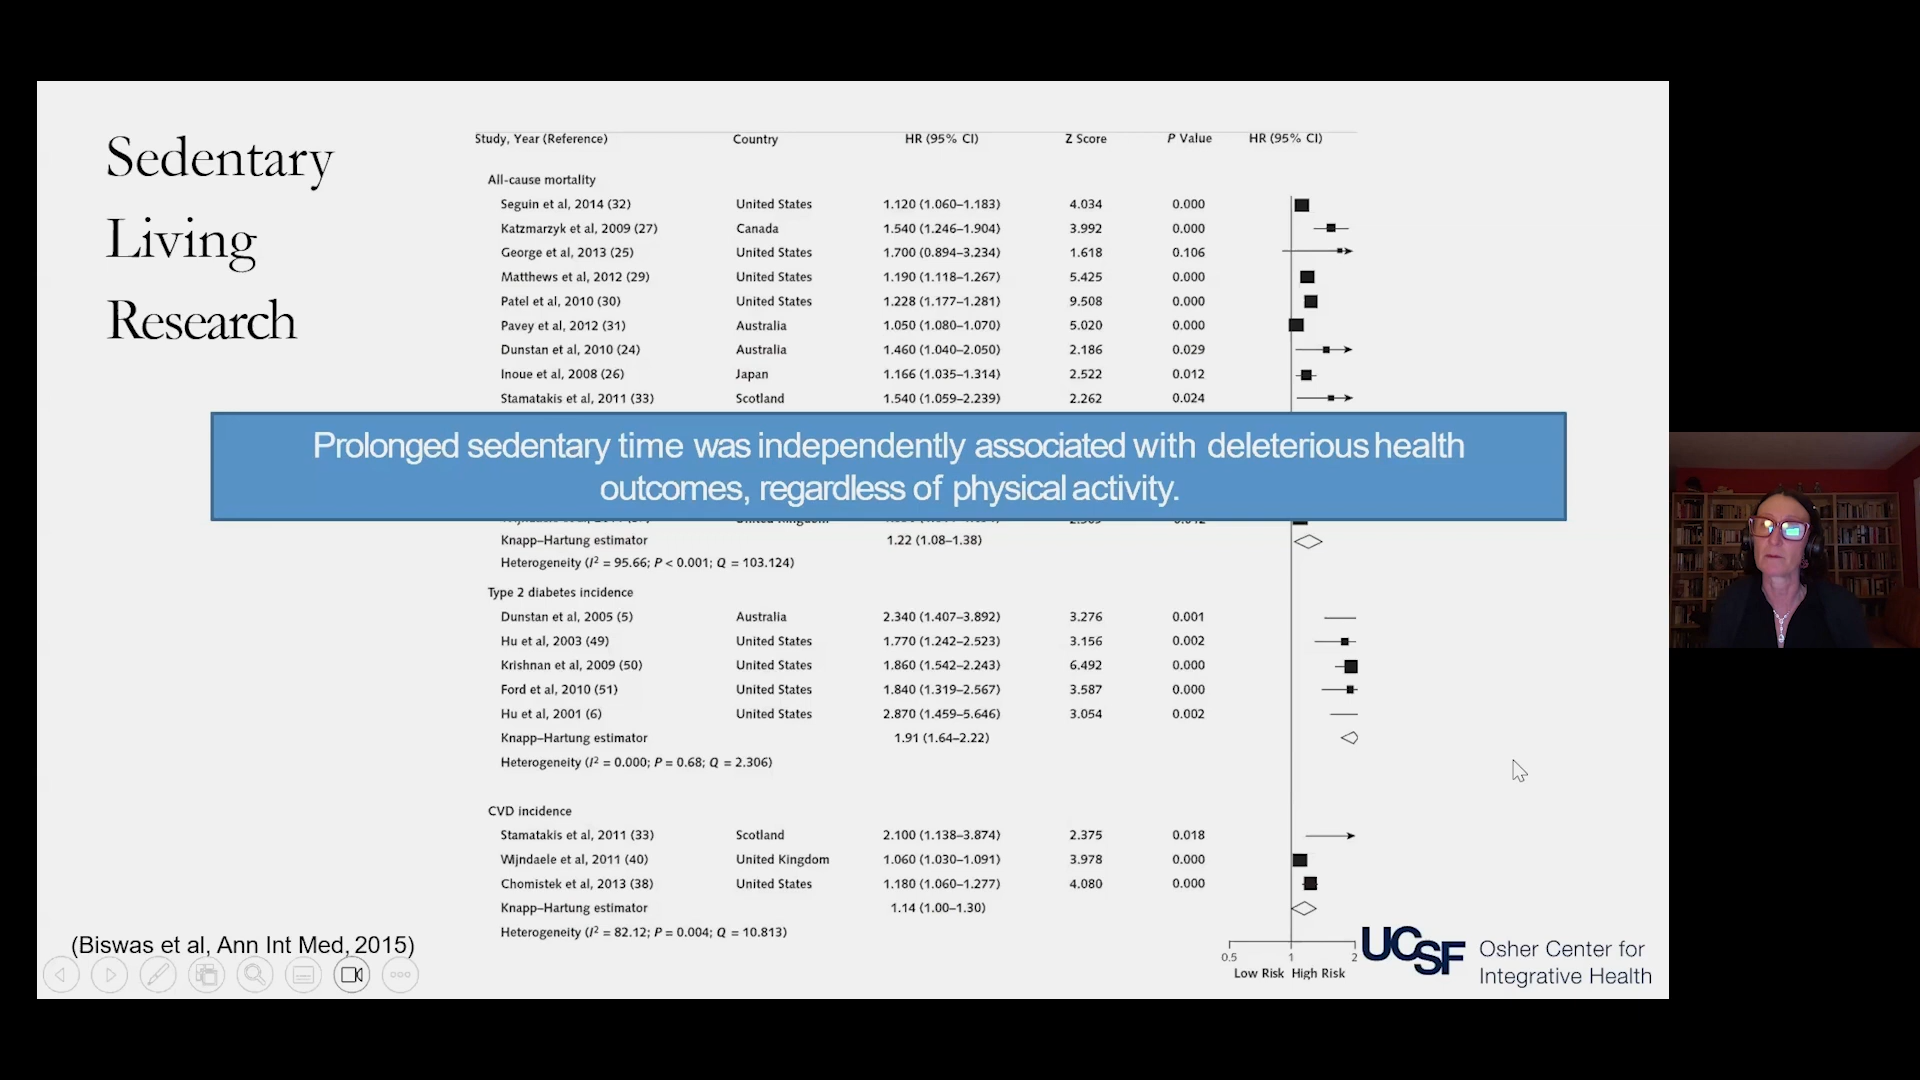 Sedentary
Living
Research
Study, Year (Reference) Country HR (95% CI) Z Score P Value HR (95% CI)
All-cause mortality
Seguin et al, 2014 (32) United States 1.120 (1.060–1.183) 4.034 0.000
Katzmarzyk et al, 2009 (27) Canada 1.540 (1.246–1.904) 3.992 0.000
George et al, 2013 (25) United States 1.700 (0.894–3.234) 1.618 0.106
Matthews et al, 2012 (29) United States 1.190 (1.118–1.267) 5.425 0.000
Patel et al, 2010 (30) United States 1.228 (1.177–1.281) 9.508 0.000
Pavey et al, 2012 (31) Australia 1.050 (1.080–1.070) 5.020 0.000
Dunstan et al, 2010 (24) Australia 1.460 (1.040–2.050) 2.186 0.029
Inoue et al, 2008 (26) Japan 1.166 (1.035–1.314) 2.522 0.012
Stamatakis et al, 2011 (33) Scotland 1.540 (1.059–2.239) 2.262 0.024
Prolonged sedentary time was independently associated with deleterious health
outcomes, regardless of physical activity.
Knapp–Hartung estimator 1.22 (1.08–1.38)
Heterogeneity (I² = 95.66; P < 0.001; Q = 103.124)
Type 2 diabetes incidence
Dunstan et al, 2005 (5) Australia 2.340 (1.407–3.892) 3.276 0.001
Hu et al, 2003 (49) United States 1.770 (1.242–2.523) 3.156 0.002
Krishnan et al, 2009 (50) United States 1.860 (1.542–2.243) 6.492 0.000
Ford et al, 2010 (51) United States 1.840 (1.319–2.567) 3.587 0.000
Hu et al, 2001 (6) United States 2.870 (1.459–5.646) 3.054 0.002
Knapp–Hartung estimator 1.91 (1.64–2.22)
Heterogeneity (I² = 0.000; P = 0.68; Q = 2.306)
CVD incidence
Stamatakis et al, 2011 (33) Scotland 2.100 (1.138–3.874) 2.375 0.018
Wijndaele et al, 2011 (40) United Kingdom 1.060 (1.030–1.091) 3.978 0.000
Chomistek et al, 2013 (38) United States 1.180 (1.060–1.277) 4.080 0.000
Knapp–Hartung estimator 1.14 (1.00–1.30)
Heterogeneity (I² = 82.12; P = 0.004; Q = 10.813)
0.5 1 2
Low Risk High Risk
(Biswas et al, Ann Int Med, 2015)
UCSF Osher Center for
Integrative Health